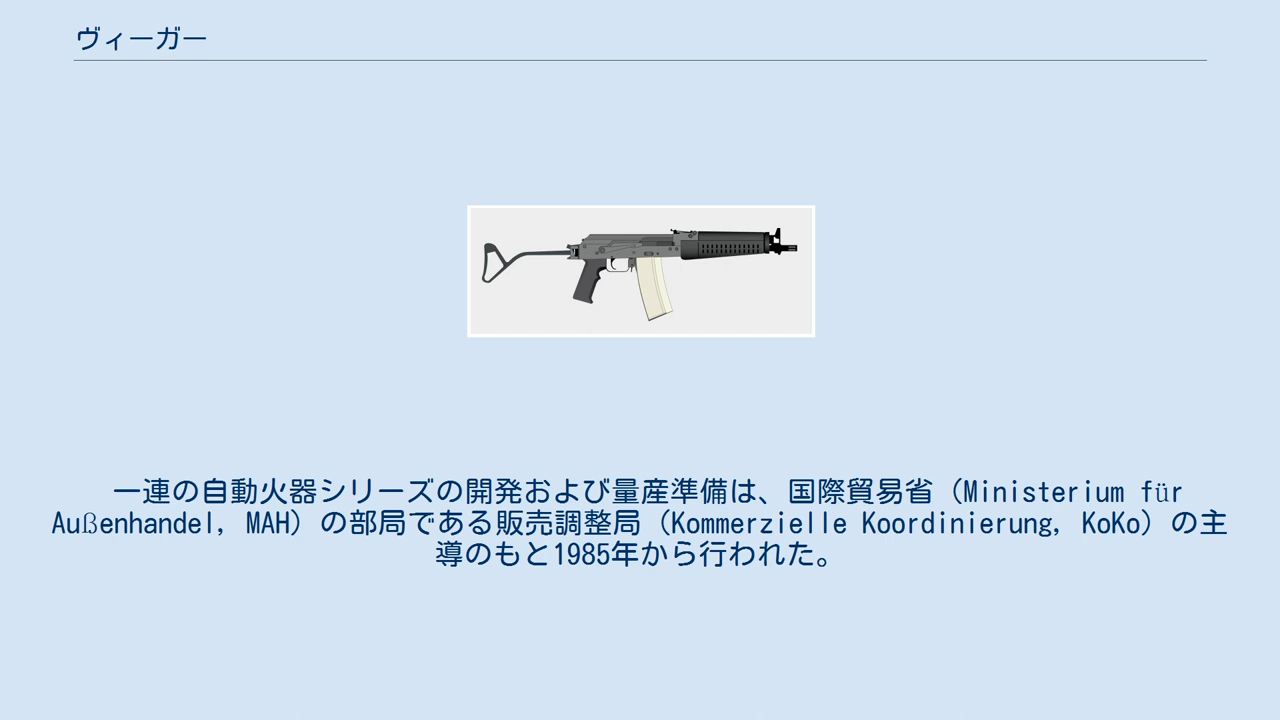 ヴィーガー
一連の自動火器シリーズの開発および量産準備は、国際貿易省（Ministerium für
Außenhandel, MAH）の部局である販売調整局（Kommerzielle Koordinierung, KoKo）の主
導のもと1985年から行われた。